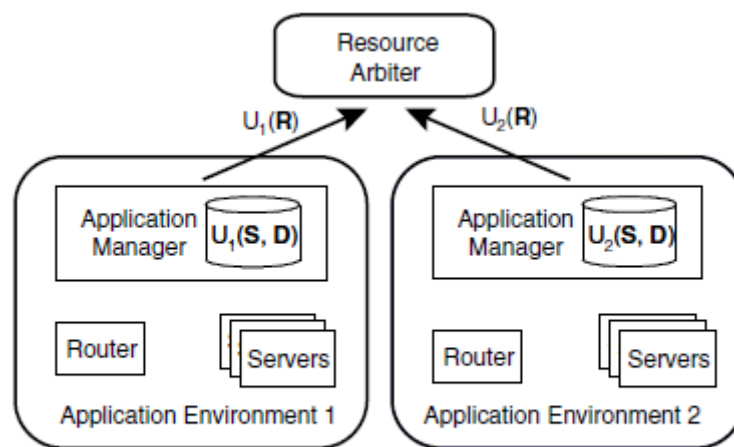 Resource
Arbiter
U₁(R)
U₂(R)
Application
Manager
U₁(S, D)
Application
Manager
U₂(S, D)
Router
Servers
Router
Servers
Application Environment 1
Application Environment 2